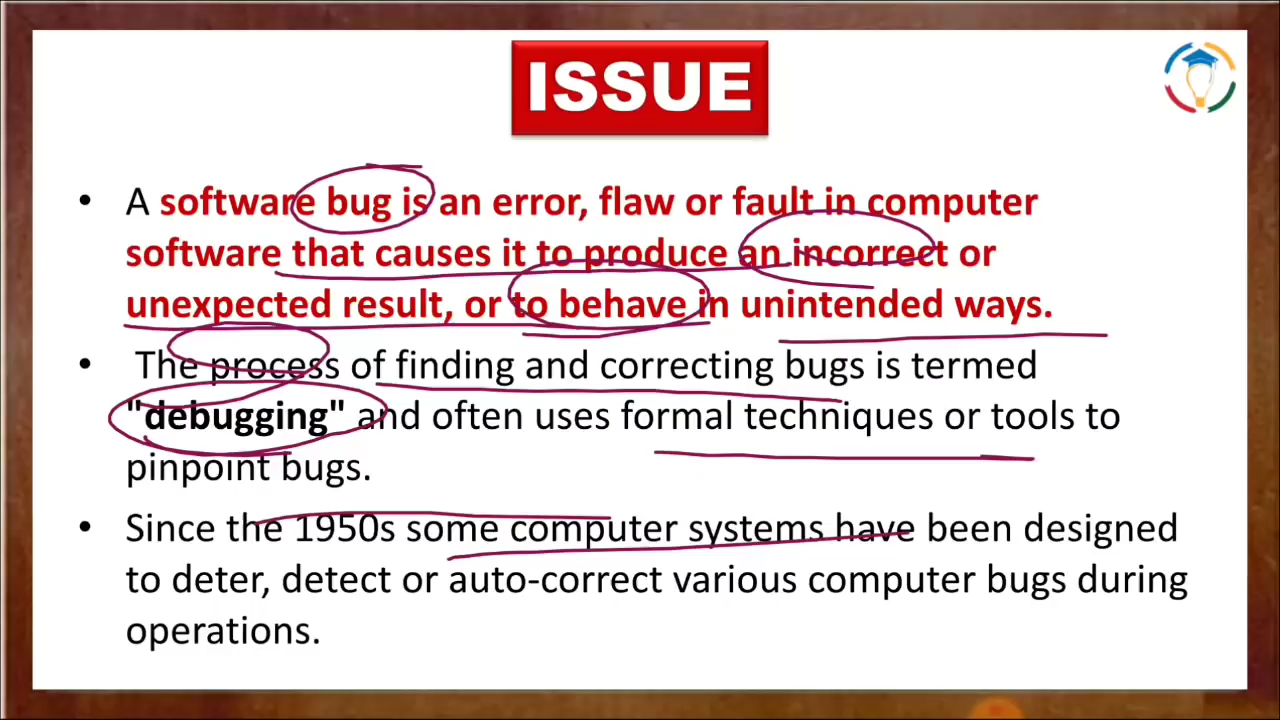 ISSUE
• A software bug is an error, flaw or fault in computer
software that causes it to produce an incorrect or
unexpected result, or to behave in unintended ways.
• The process of finding and correcting bugs is termed
"debugging" and often uses formal techniques or tools to
pinpoint bugs.
• Since the 1950s some computer systems have been designed
to deter, detect or auto-correct various computer bugs during
operations.